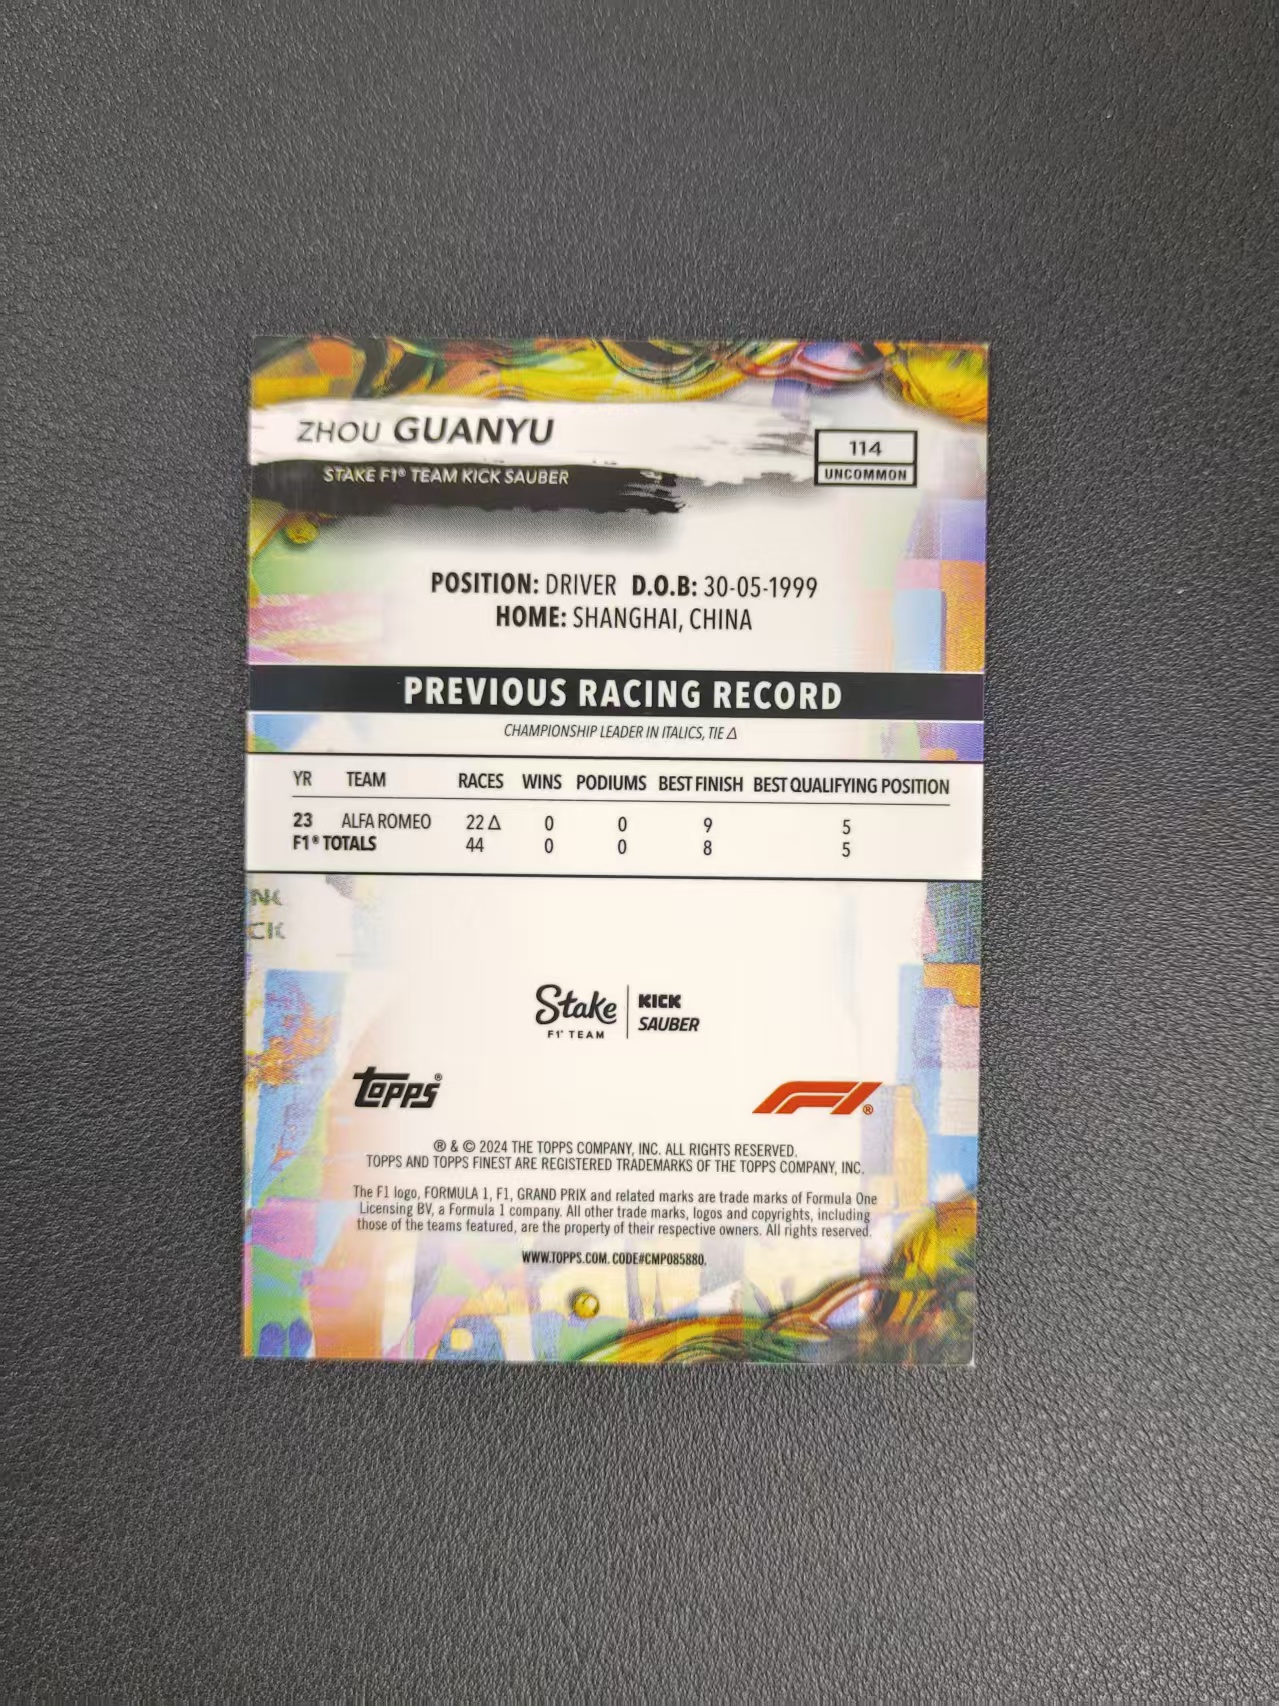 ZHOU GUANYU
STAKE F1® TEAM KICK SAUBER
114
UNCOMMON
POSITION: DRIVER D.O.B: 30-05-1999
HOME: SHANGHAI, CHINA
PREVIOUS RACING RECORD
CHAMPIONSHIP LEADER IN ITALICS, TIE Δ
YR TEAM RACES WINS PODIUMS BEST FINISH BEST QUALIFYING POSITION
23 ALFA ROMEO 22 Δ 0 0 9 5
F1® TOTALS 44 0 0 8 5
Stake F1® TEAM
KICK
SAUBER
TOPPS®
F1®
® & © 2024 THE TOPPS COMPANY, INC. ALL RIGHTS RESERVED.
TOPPS AND TOPPS FINEST ARE REGISTERED TRADEMARKS OF THE TOPPS COMPANY, INC.
The F1 logo, FORMULA 1, F1, GRAND PRIX and related marks are trade marks of Formula One
Licensing BV, a Formula 1 company. All other trade marks, logos and copyrights, including
those of the teams featured, are the property of their respective owners. All rights reserved.
WWW.TOPPS.COM. CODE#CMP085880.